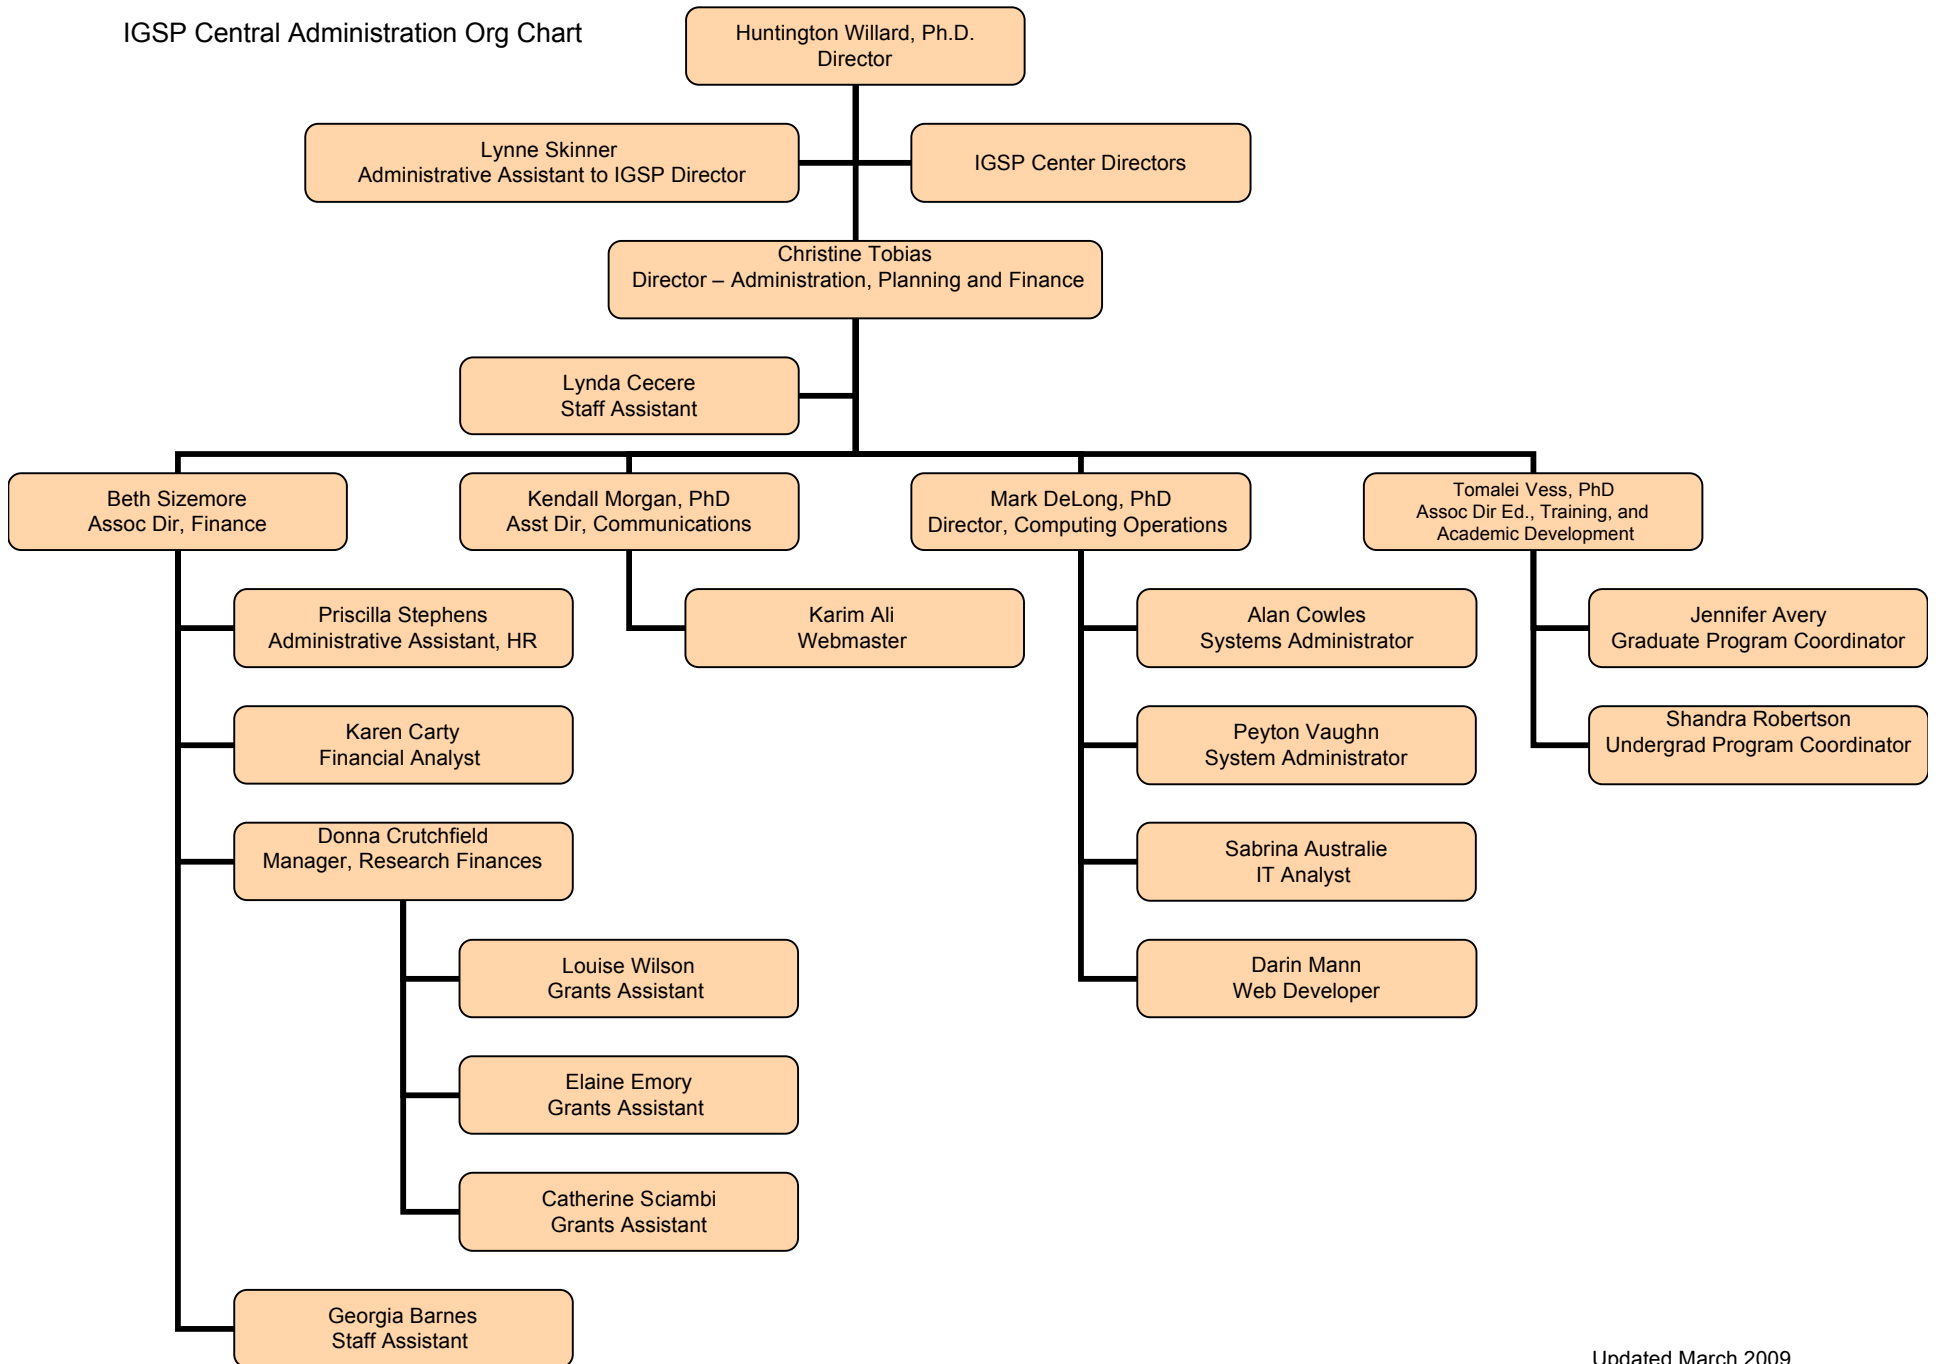 IGSP Central Administration Org Chart
Huntington Willard, Ph.D.
Director
Lynne Skinner
Administrative Assistant to IGSP Director
IGSP Center Directors
Christine Tobias
Director – Administration, Planning and Finance
Lynda Cecere
Staff Assistant
Beth Sizemore
Assoc Dir, Finance
Kendall Morgan, PhD
Asst Dir, Communications
Mark DeLong, PhD
Director, Computing Operations
Tomalei Vess, PhD
Assoc Dir Ed., Training, and
Academic Development
Priscilla Stephens
Administrative Assistant, HR
Karim Ali
Webmaster
Alan Cowles
Systems Administrator
Jennifer Avery
Graduate Program Coordinator
Karen Carty
Financial Analyst
Peyton Vaughn
System Administrator
Shandra Robertson
Undergrad Program Coordinator
Donna Crutchfield
Manager, Research Finances
Sabrina Australie
IT Analyst
Louise Wilson
Grants Assistant
Darin Mann
Web Developer
Elaine Emory
Grants Assistant
Catherine Sciambi
Grants Assistant
Georgia Barnes
Staff Assistant
Updated March 2009